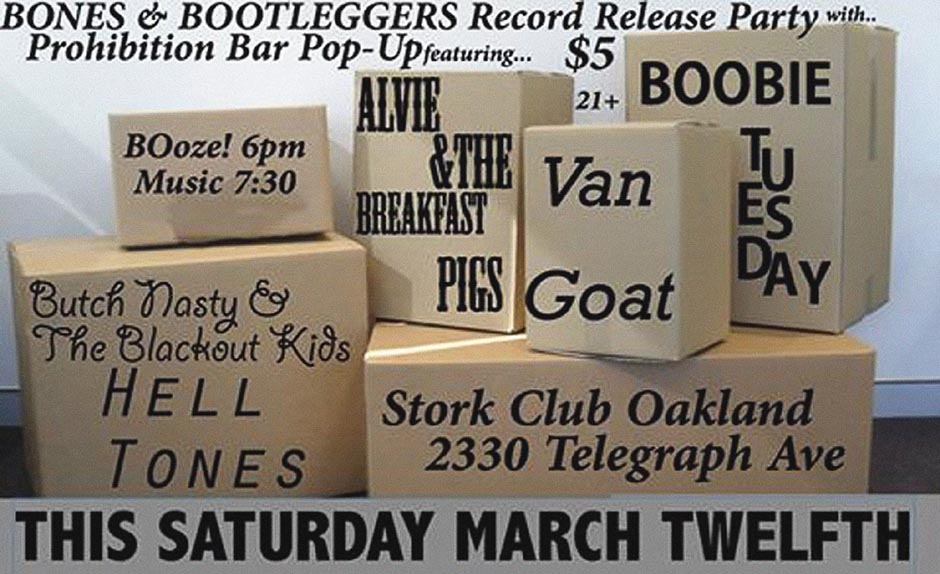 BONES & BOOTLEGGERS Record Release Party with..
Prohibition Bar Pop-Up featuring... $5
21+
BOOze! 6pm
Music 7:30
ALVIE
&THE
BREAKFAST
PIGS
Van
Goat
BOOBIE
TUESDAY
Butch Nasty &
The Blackout Kids
HELL
TONES
Stork Club Oakland
2330 Telegraph Ave
THIS SATURDAY MARCH TWELFTH